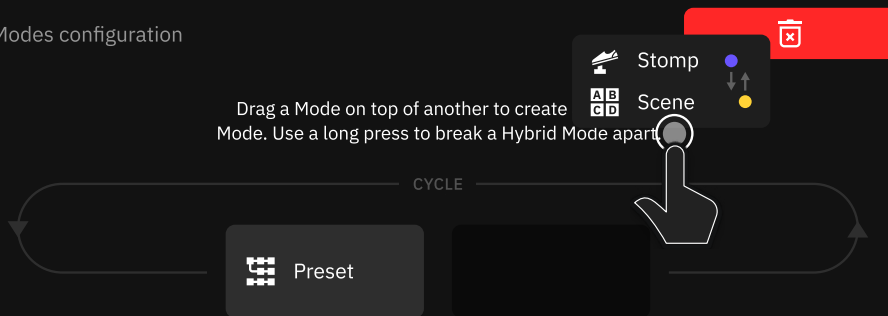 Modes configuration
Stomp
A B
Scene
C D
Drag a Mode on top of another to create
Mode. Use a long press to break a Hybrid Mode apart.
CYCLE
Preset